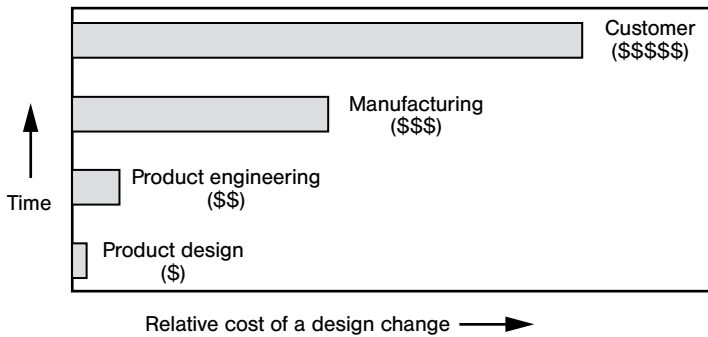 Customer
($$$$$)
Manufacturing
($$$)
Product engineering
($$)
Time
Product design
($)
Relative cost of a design change